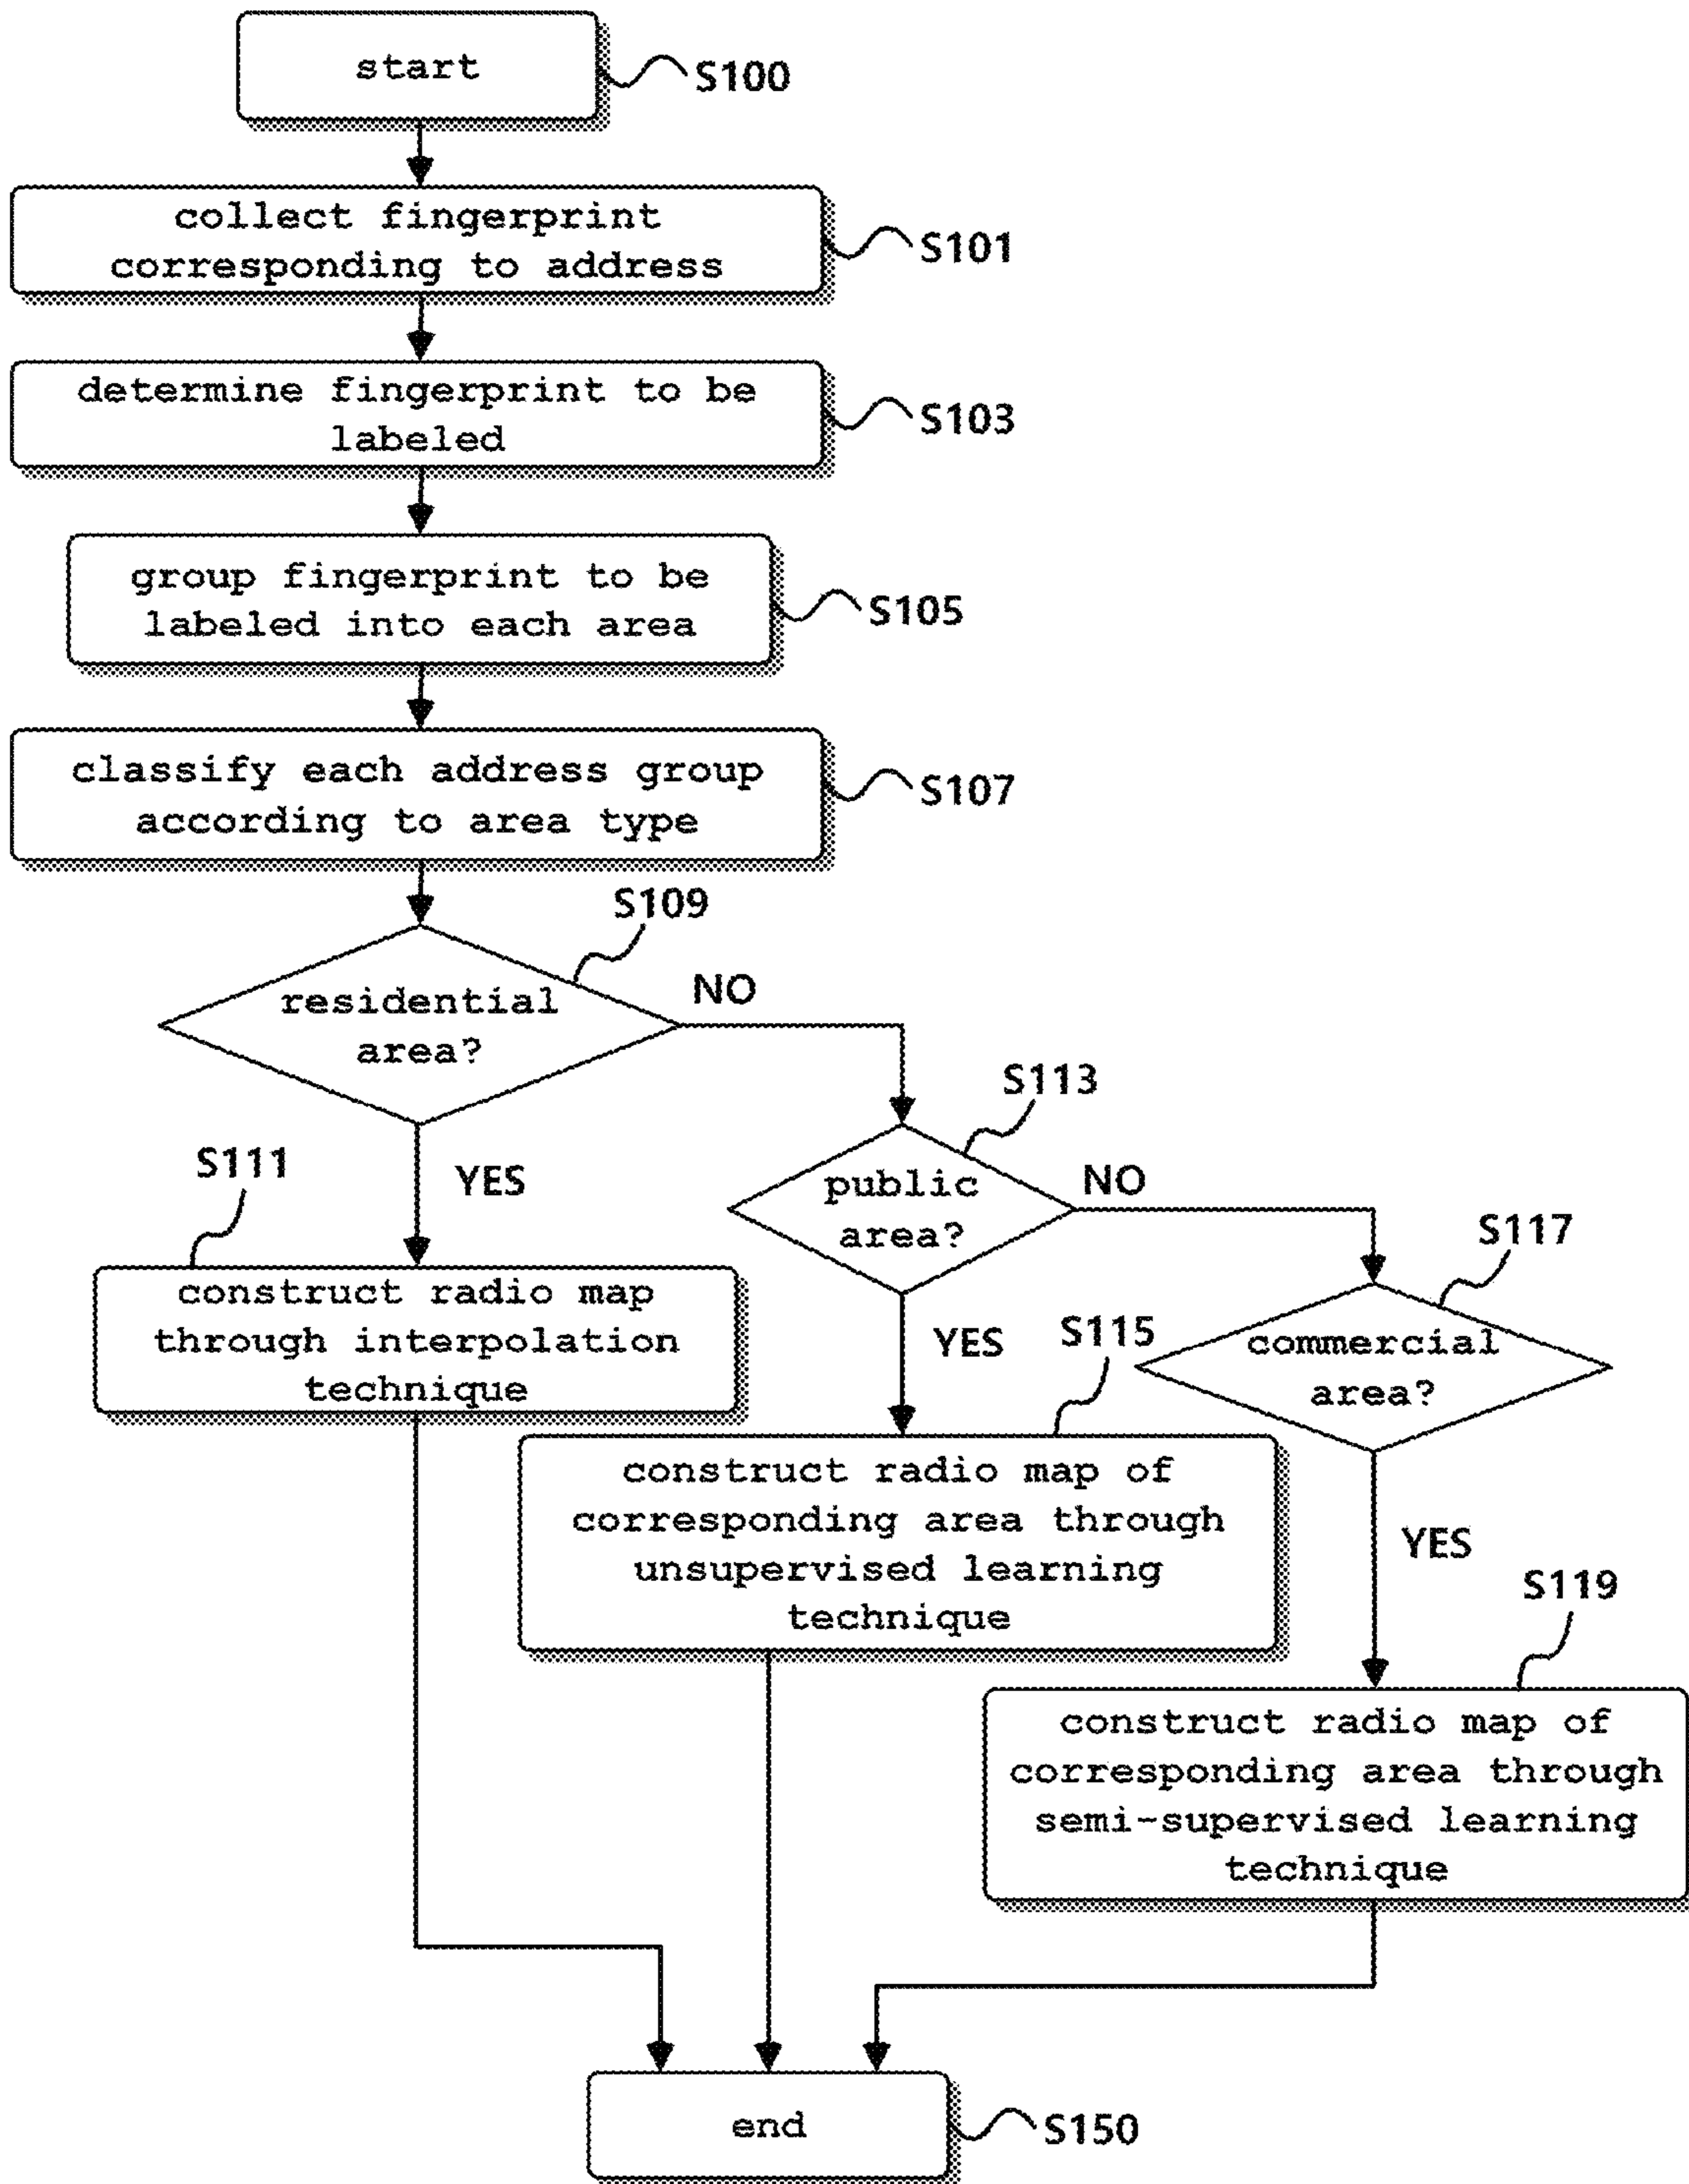 start
S100
collect fingerprint
corresponding to address
S101
determine fingerprint to be
labeled
S103
group fingerprint to be
labeled into each area
S105
classify each address group
according to area type
S107
S109
residential
area?
NO
YES
S111
construct radio map
through interpolation
technique
S113
public
area?
NO
YES
S115
construct radio map of
corresponding area through
unsupervised learning
technique
S117
commercial
area?
YES
S119
construct radio map of
corresponding area through
semi-supervised learning
technique
end
S150